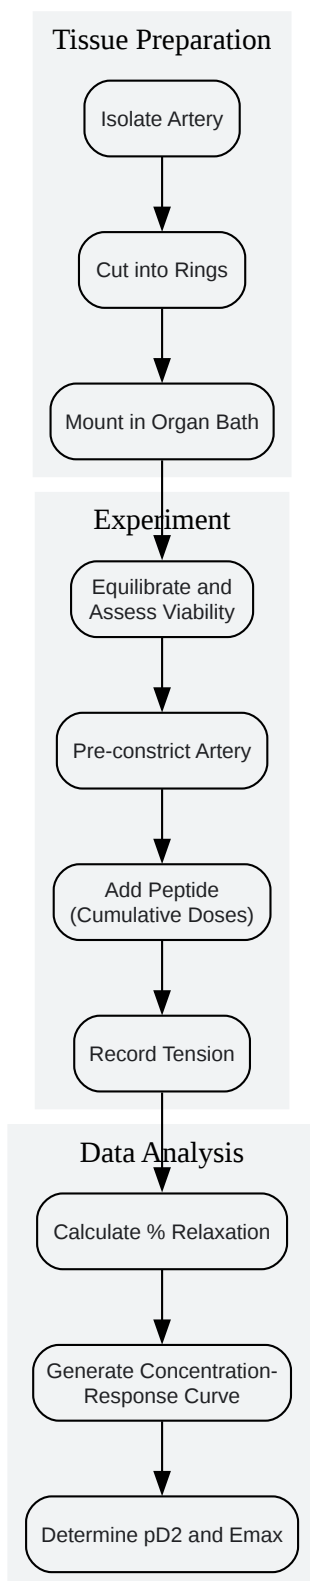 Tissue Preparation
Isolate Artery
Cut into Rings
Mount in Organ Bath
Experiment
Equilibrate and
Assess Viability
Pre-constrict Artery
Add Peptide
(Cumulative Doses)
Record Tension
Data Analysis
Calculate % Relaxation
Generate Concentration-
Response Curve
Determine pD2 and Emax